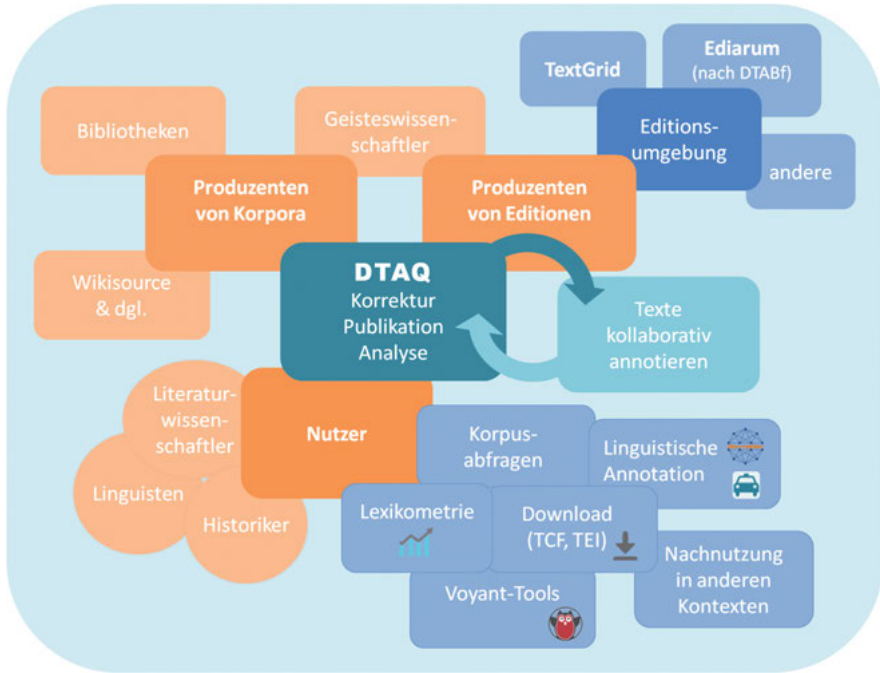 TextGrid
Ediarum
(nach DTABf)
Bibliotheken
Geisteswissen-
schaftler
Editions-
umgebung
andere
Produzenten
von Korpora
Produzenten
von Editionen
Wikisource
& dgl.
DTAQ
Korrektur
Publikation
Analyse
Texte
kollaborativ
annotieren
Literatur-
wissen-
schaftler
Linguisten
Historiker
Nutzer
Korpus-
abfragen
Linguistische
Annotation
Lexikometrie
Download
(TCF, TEI)
Nachnutzung
in anderen
Kontexten
Voyant-Tools